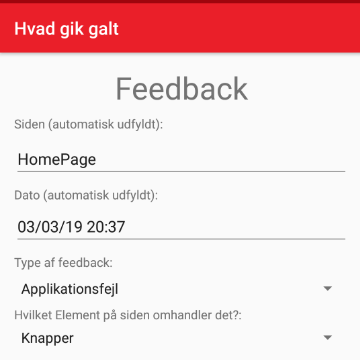 Hvad gik galt
Feedback
Siden (automatisk udfyldt):
HomePage
Dato (automatisk udfyldt):
03/03/19 20:37
Type af feedback:
Applikationsfejl
Hvilket Element på siden omhandler det?:
Knapper